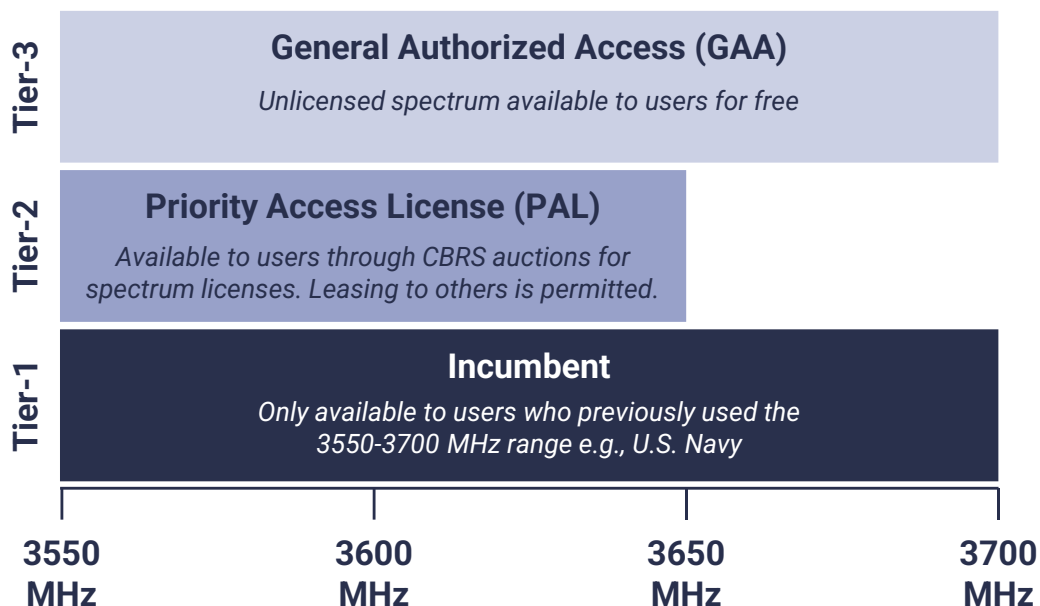 Tier-3
General Authorized Access (GAA)
Unlicensed spectrum available to users for free
Tier-2
Priority Access License (PAL)
Available to users through CBRS auctions for
spectrum licenses. Leasing to others is permitted.
Tier-1
Incumbent
Only available to users who previously used the
3550-3700 MHz range e.g., U.S. Navy
3550 3600 3650 3700
MHz MHz MHz MHz